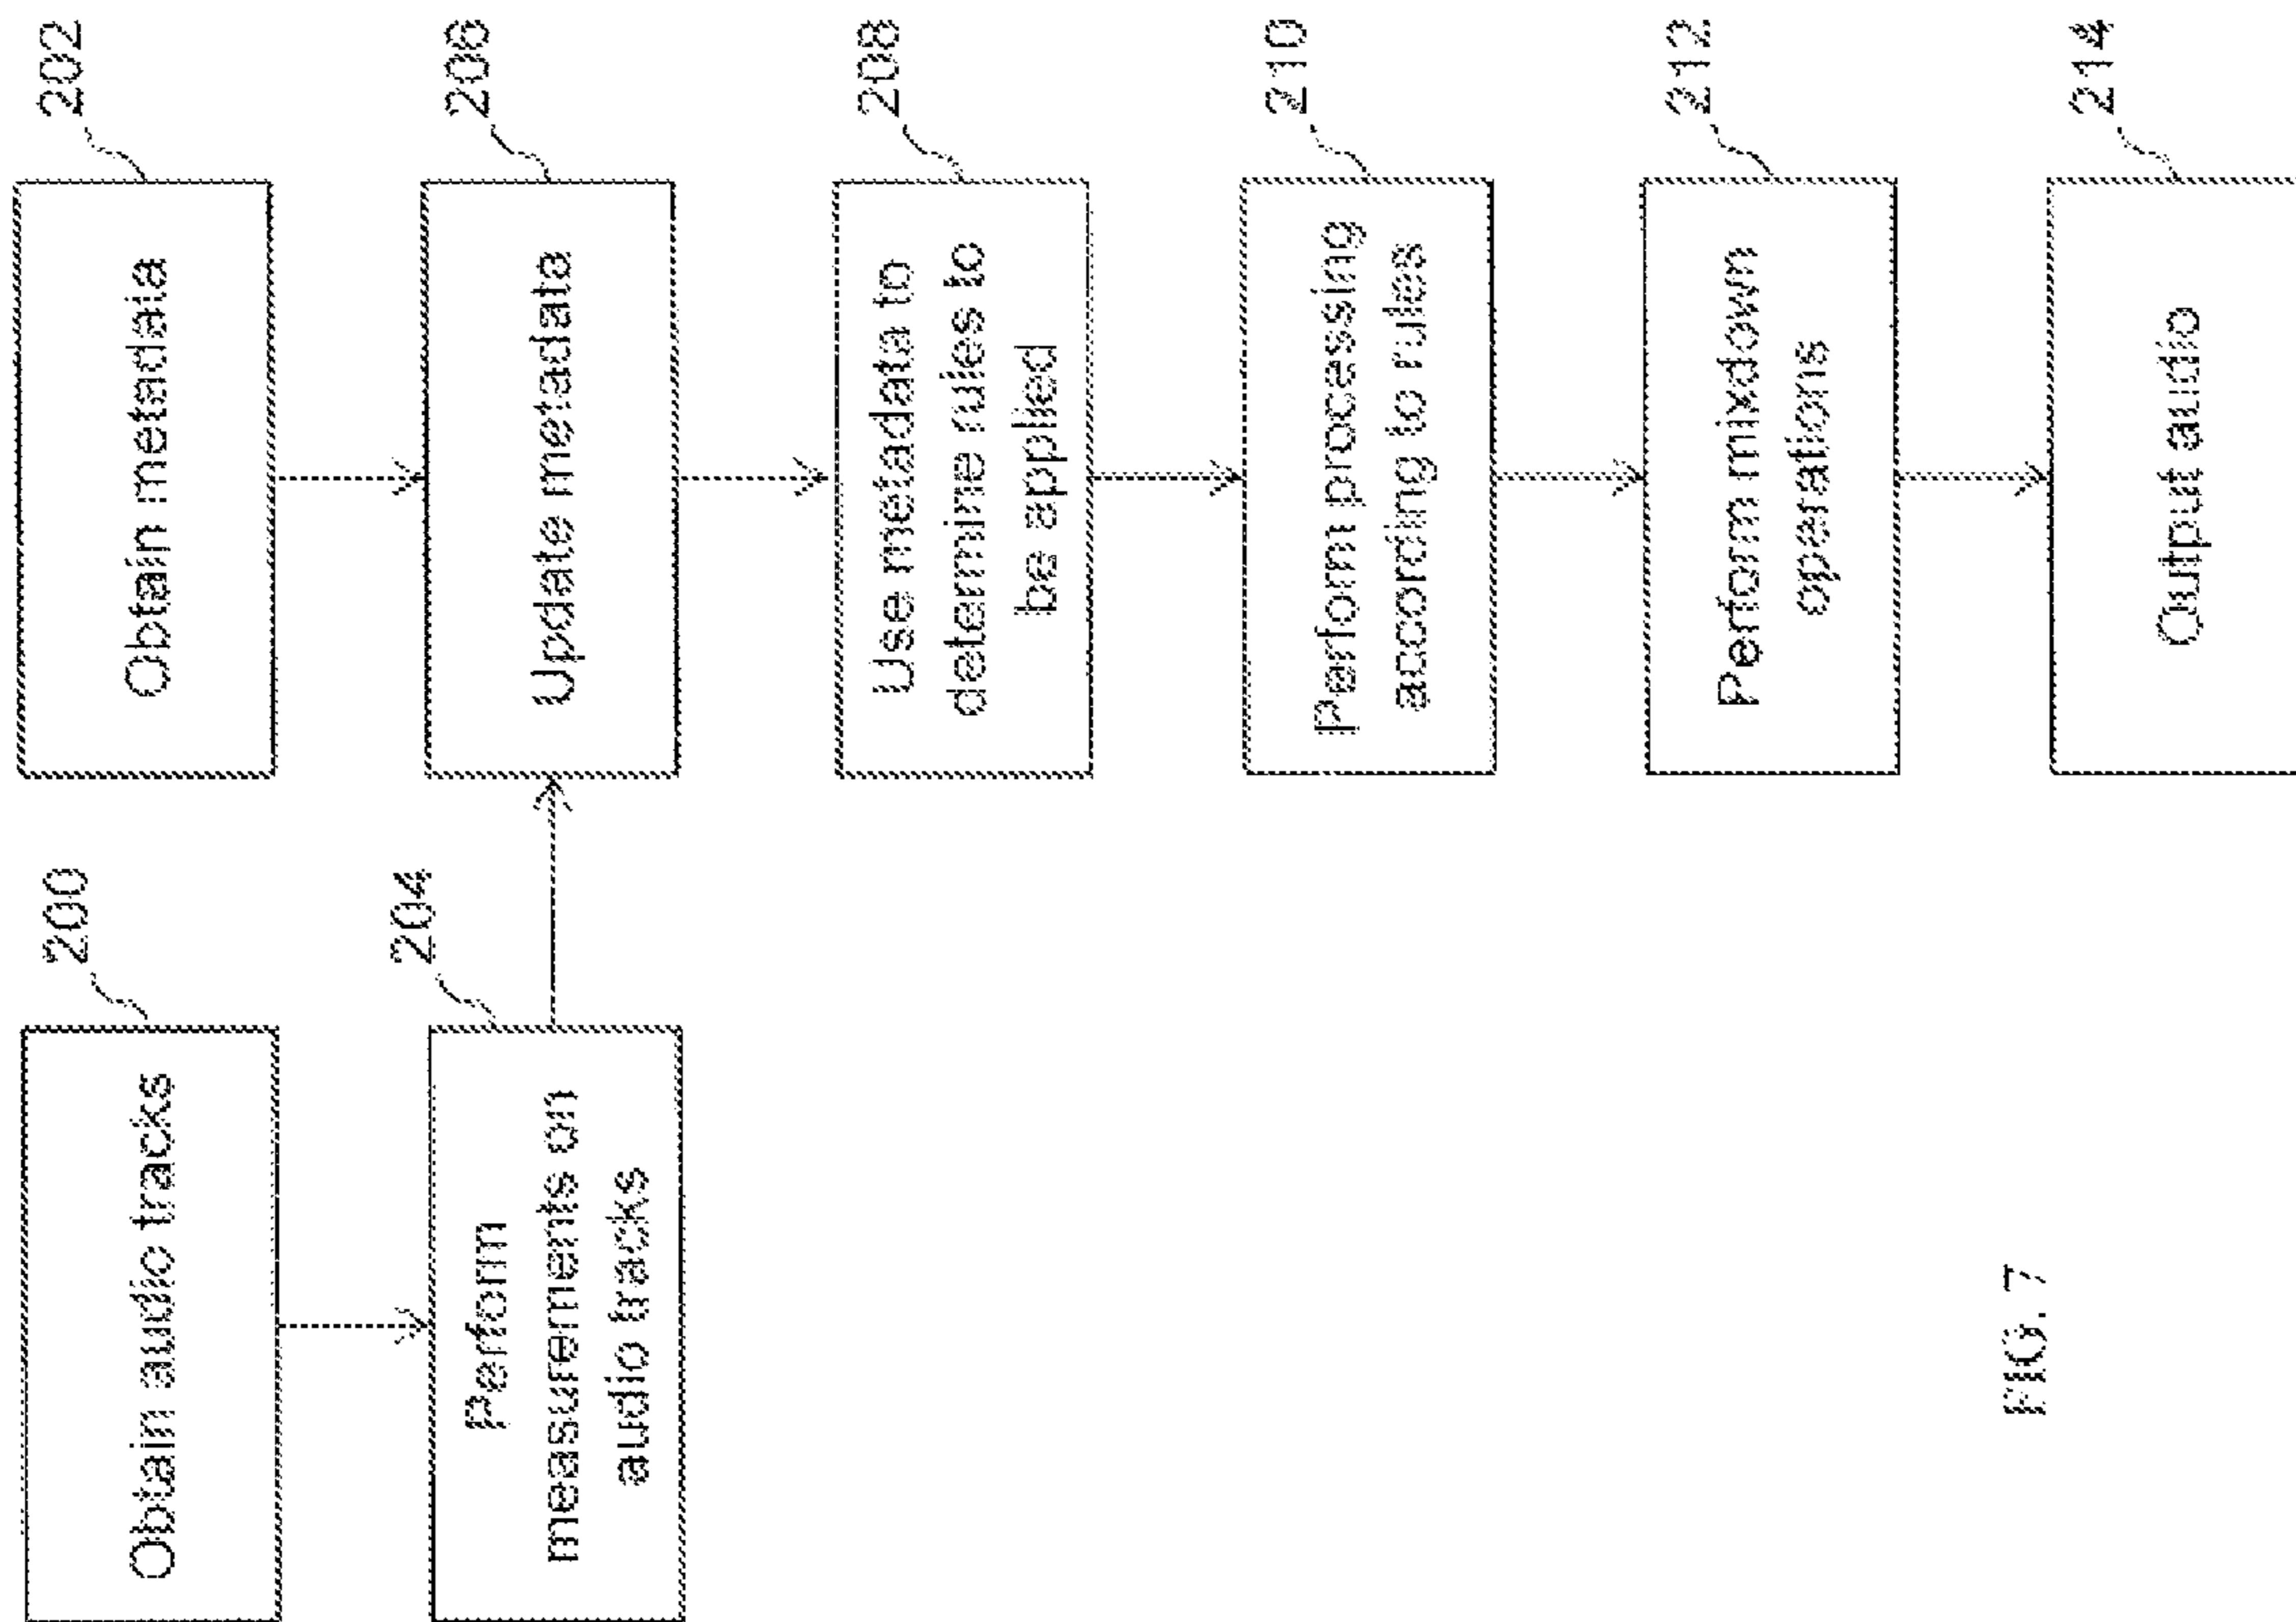 200
Obtain audio tracks
202
Obtain metadata
204
Perform
measurements on
audio tracks
206
Update metadata
208
Use metadata to
determine rules to
be applied
210
Perform processing
according to rules
212
Perform mixdown
operations
214
Output audio
FIG. 7